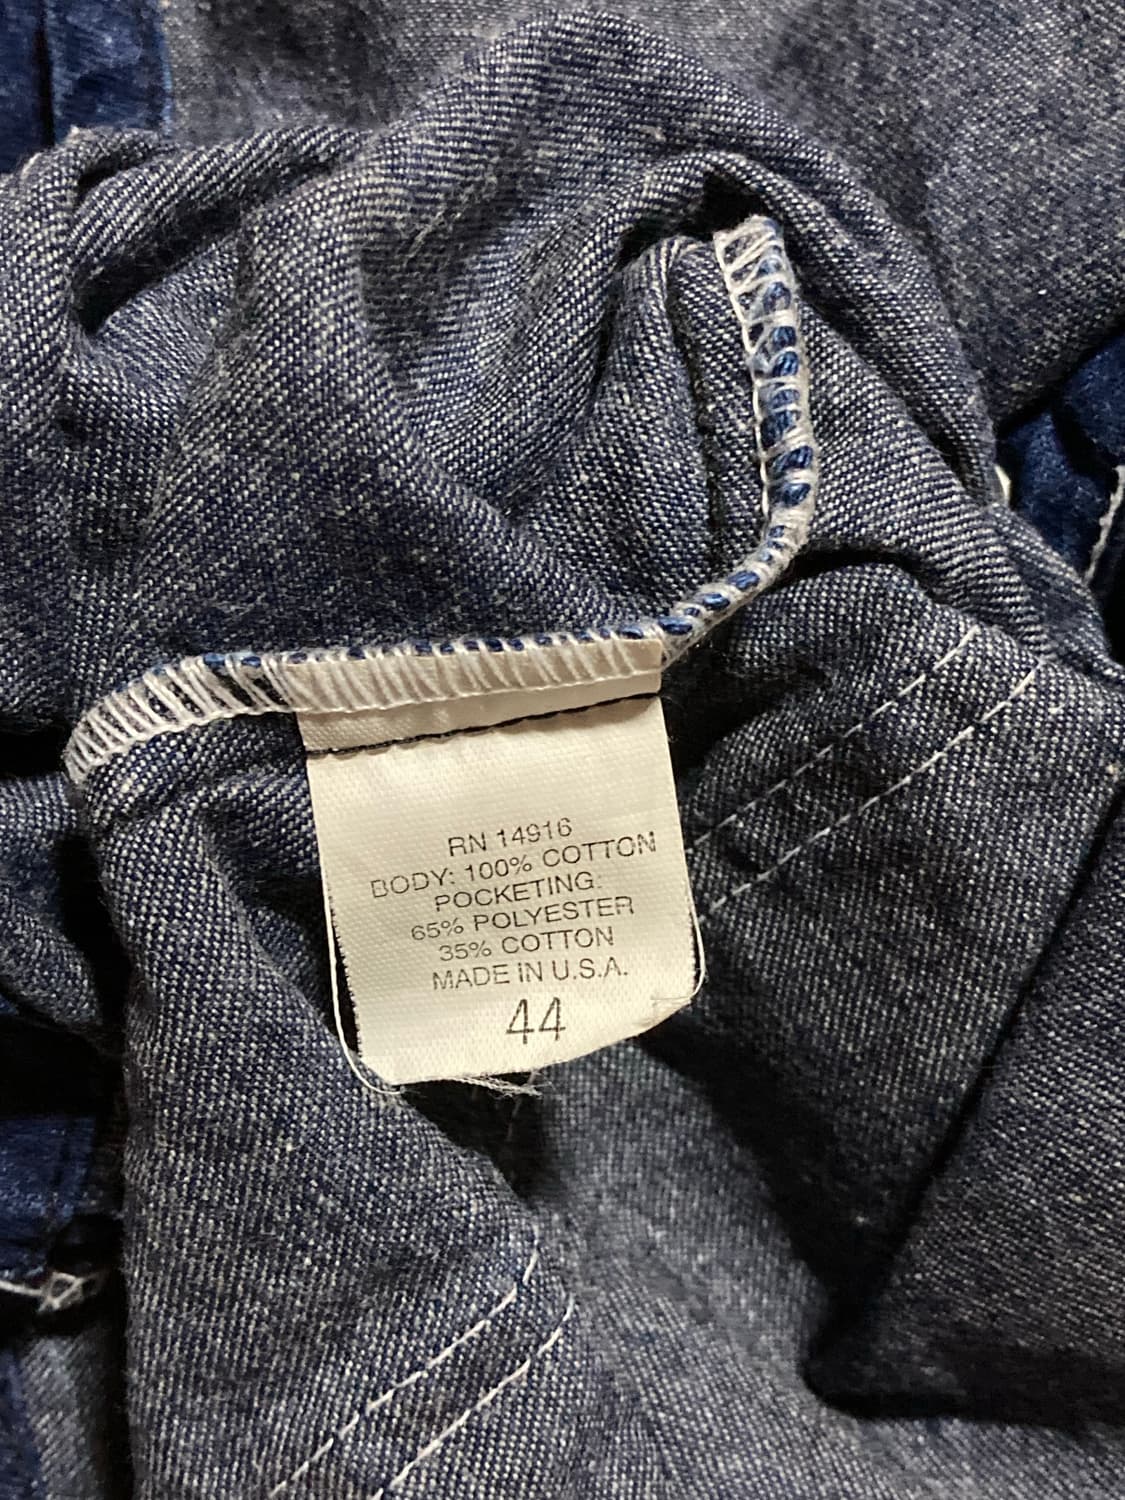 RN 14916
BODY: 100% COTTON
POCKETING:
65% POLYESTER
35% COTTON
MADE IN U.S.A.
44